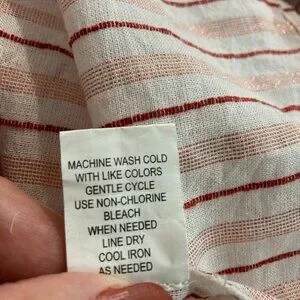 MACHINE WASH COLD
WITH LIKE COLORS
GENTLE CYCLE
USE NON-CHLORINE
BLEACH
WHEN NEEDED
LINE DRY
COOL IRON
AS NEEDED